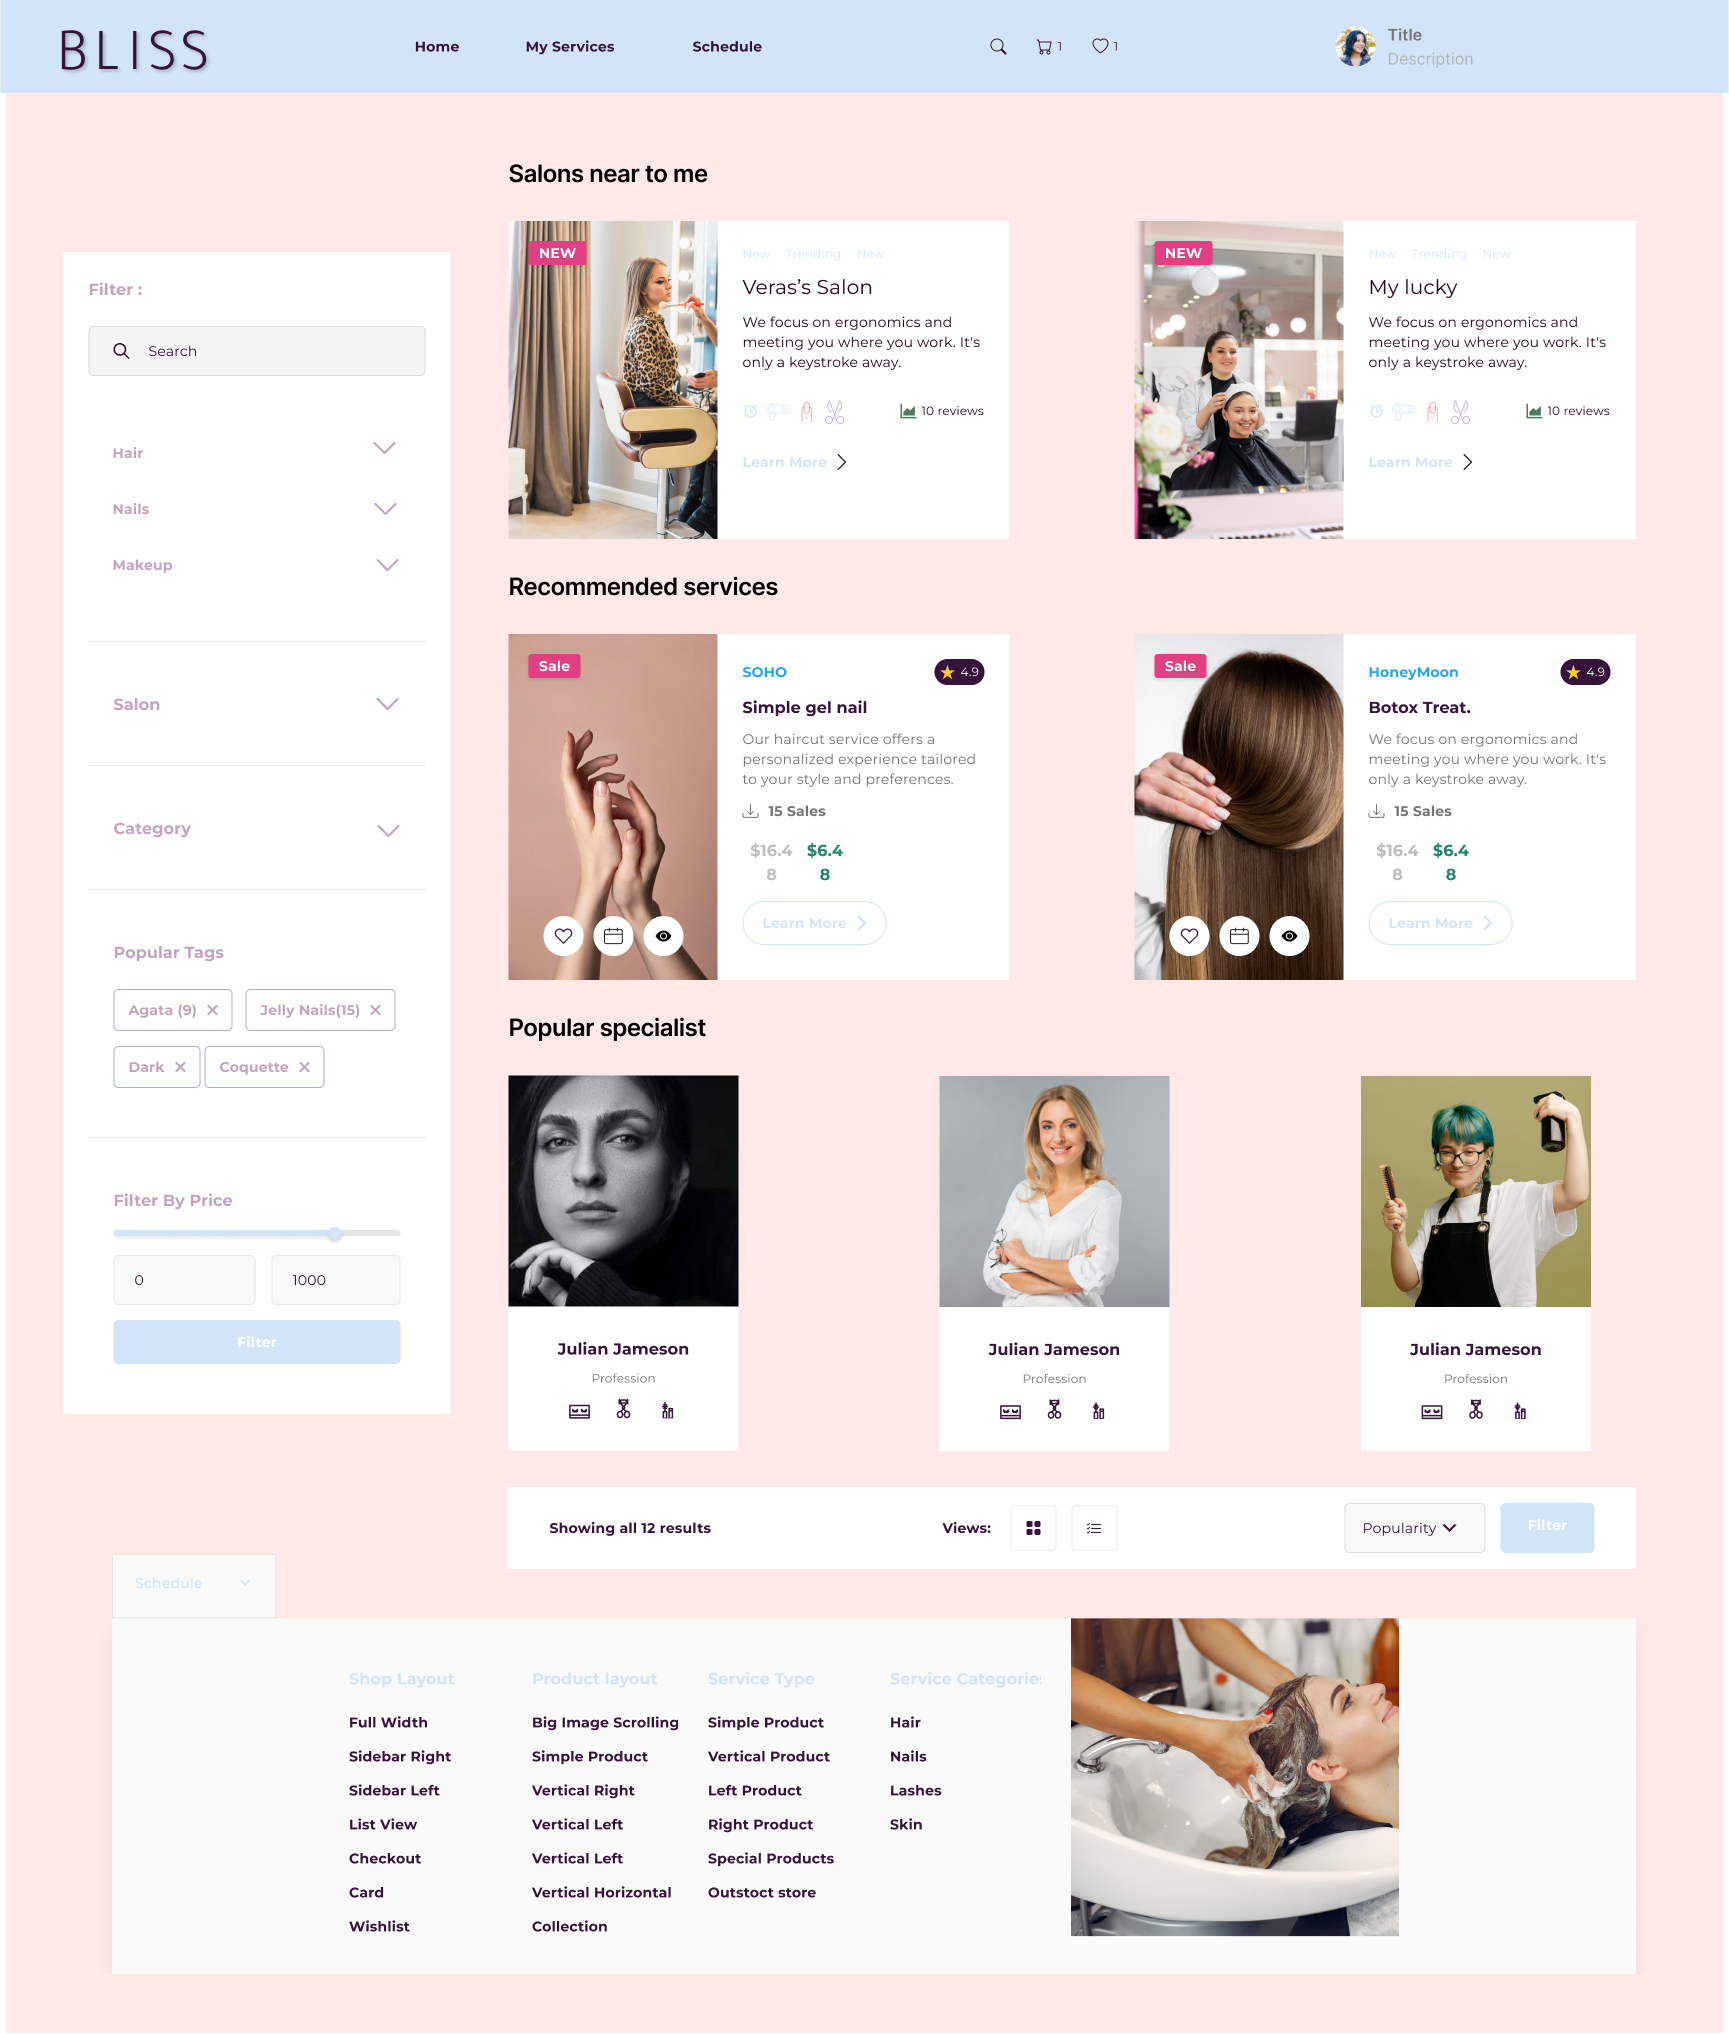 BLISS
Home
My Services
Schedule
1
1
Title
Description
Filter :
Search
Hair
Nails
Makeup
Salon
Category
Popular Tags
Agata (9)
Jelly Nails(15)
Dark
Coquette
Filter By Price
0
1000
Filter
Salons near to me
NEW
New Trending New
Veras’s Salon
We focus on ergonomics and
meeting you where you work. It's
only a keystroke away.
10 reviews
Learn More
NEW
New Trending New
My lucky
We focus on ergonomics and
meeting you where you work. It's
only a keystroke away.
10 reviews
Learn More
Recommended services
Sale
SOHO
4.9
Simple gel nail
Our haircut service offers a
personalized experience tailored
to your style and preferences.
15 Sales
$16.4 $6.4
8 8
Learn More
Sale
HoneyMoon
4.9
Botox Treat.
We focus on ergonomics and
meeting you where you work. It's
only a keystroke away.
15 Sales
$16.4 $6.4
8 8
Learn More
Popular specialist
Julian Jameson
Profession
Julian Jameson
Profession
Julian Jameson
Profession
Showing all 12 results
Views:
Popularity
Filter
Schedule
Shop Layout
Full Width
Sidebar Right
Sidebar Left
List View
Checkout
Card
Wishlist
Product layout
Big Image Scrolling
Simple Product
Vertical Right
Vertical Left
Vertical Left
Vertical Horizontal
Collection
Service Type
Simple Product
Vertical Product
Left Product
Right Product
Special Products
Outstoct store
Service Categories
Hair
Nails
Lashes
Skin